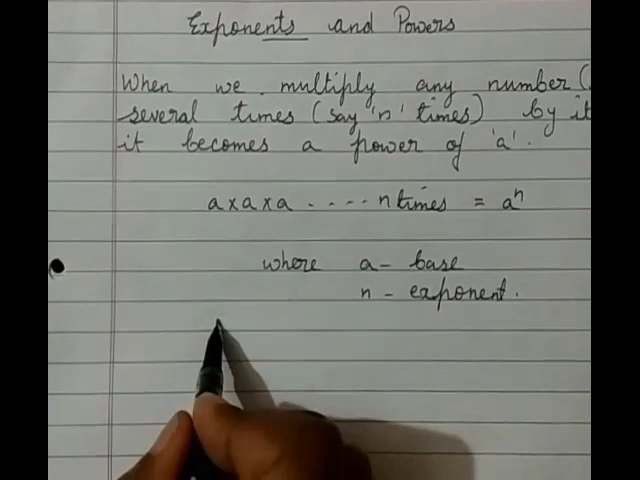 Exponents and Powers
When we multiply any number (
several times (say 'n' times) by it
it becomes a power of 'a'.
a×a×a ..... n times = aⁿ
where a - base
n - exponent.